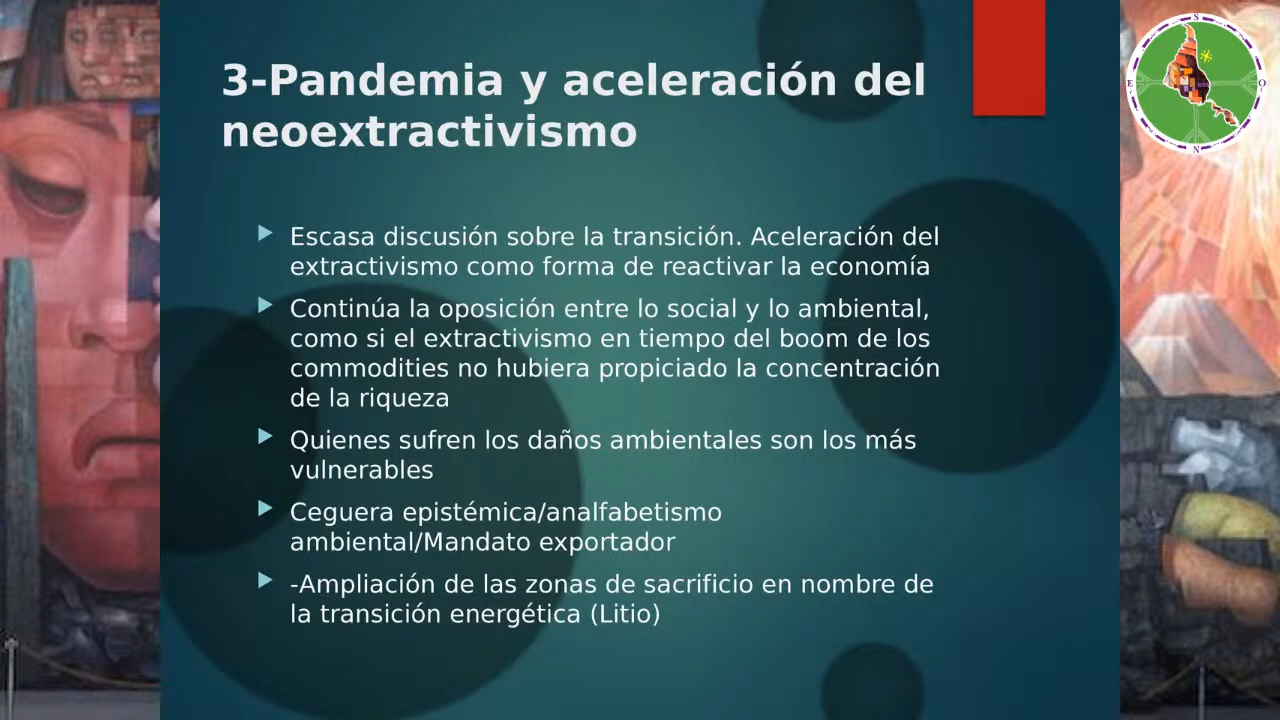 3-Pandemia y aceleración del
neoextractivismo
Escasa discusión sobre la transición. Aceleración del
extractivismo como forma de reactivar la economía
Continúa la oposición entre lo social y lo ambiental,
como si el extractivismo en tiempo del boom de los
commodities no hubiera propiciado la concentración
de la riqueza
Quienes sufren los daños ambientales son los más
vulnerables
Ceguera epistémica/analfabetismo
ambiental/Mandato exportador
-Ampliación de las zonas de sacrificio en nombre de
la transición energética (Litio)
S
E
O
N